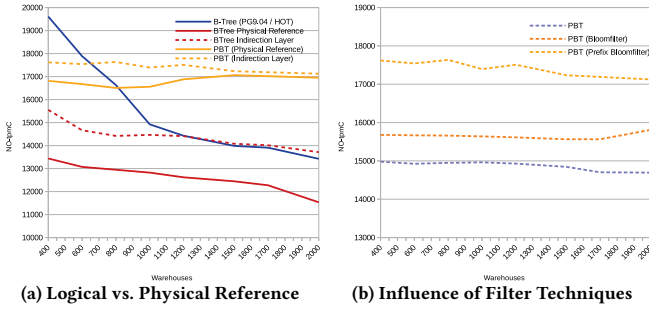 20000
19000
18000
17000
16000
15000
14000
13000
12000
11000
10000
NOtpmC
B-Tree (PG9.04 / HOT)
BTree Physical Reference
BTree Indirection Layer
PBT (Physical Reference)
PBT (Indirection Layer)
400 500 600 700 800 900 1000 1100 1200 1300 1400 1500 1600 1700 1800 1900 2000
Warehouses
(a) Logical vs. Physical Reference
19000
18000
17000
16000
15000
14000
13000
NOtpmC
PBT
PBT (Bloomfilter)
PBT (Prefix Bloomfilter)
400 500 600 700 800 900 1000 1100 1200 1300 1400 1500 1600 1700 1800 1900 2000
Warehouses
(b) Influence of Filter Techniques